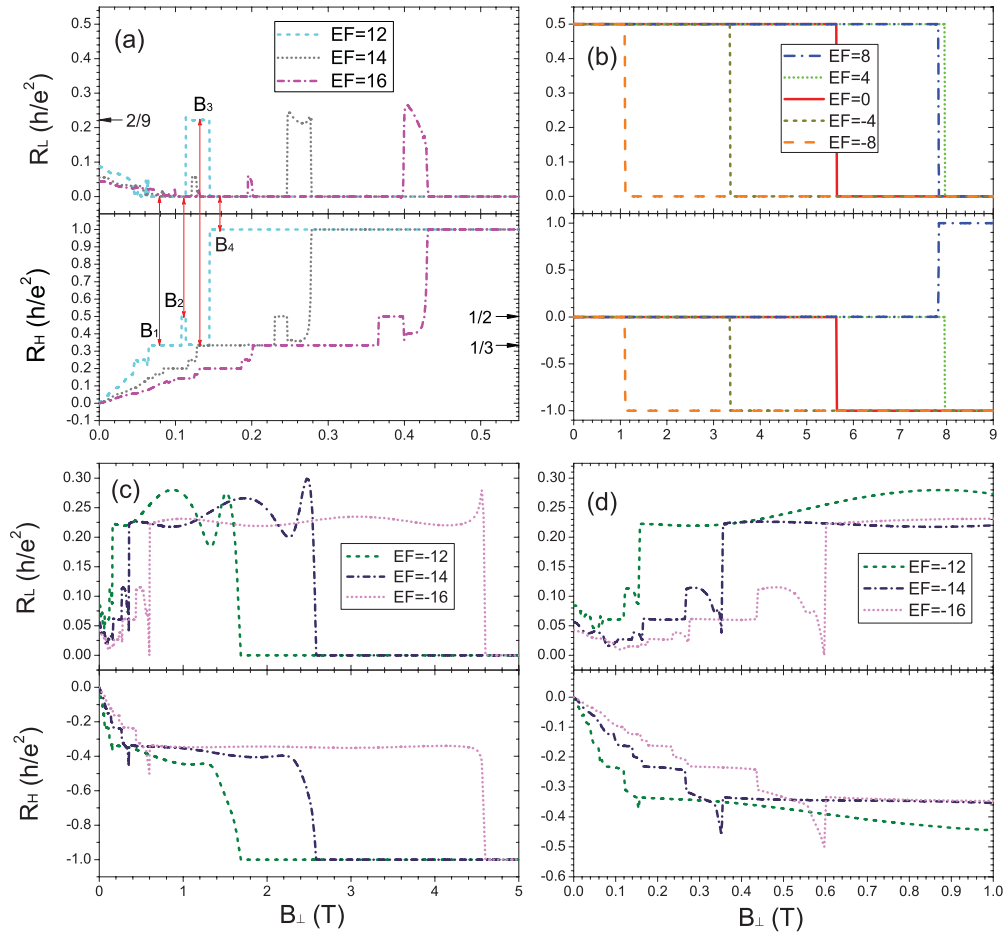 (a)
EF=12
EF=14
EF=16
R_L (h/e²)
0.5
0.4
0.3
0.2
0.1
0.0
2/9
B₃
R_H (h/e²)
1.0
0.9
0.8
0.7
0.6
0.5
0.4
0.3
0.2
0.1
0.0
-0.1
B₁
B₂
B₄
1/2
1/3
0.0 0.1 0.2 0.3 0.4 0.5
(b)
EF=8
EF=4
EF=0
EF=-4
EF=-8
0.5
0.4
0.3
0.2
0.1
0.0
1.0
0.5
0.0
-0.5
-1.0
0 1 2 3 4 5 6 7 8 9
(c)
EF=-12
EF=-14
EF=-16
R_L (h/e²)
0.30
0.25
0.20
0.15
0.10
0.05
0.00
R_H (h/e²)
0.0
-0.2
-0.4
-0.6
-0.8
-1.0
0 1 2 3 4 5
B⊥ (T)
(d)
EF=-12
EF=-14
EF=-16
0.30
0.25
0.20
0.15
0.10
0.05
0.00
0.0
-0.1
-0.2
-0.3
-0.4
-0.5
-0.6
0.0 0.1 0.2 0.3 0.4 0.5 0.6 0.7 0.8 0.9 1.0
B⊥ (T)